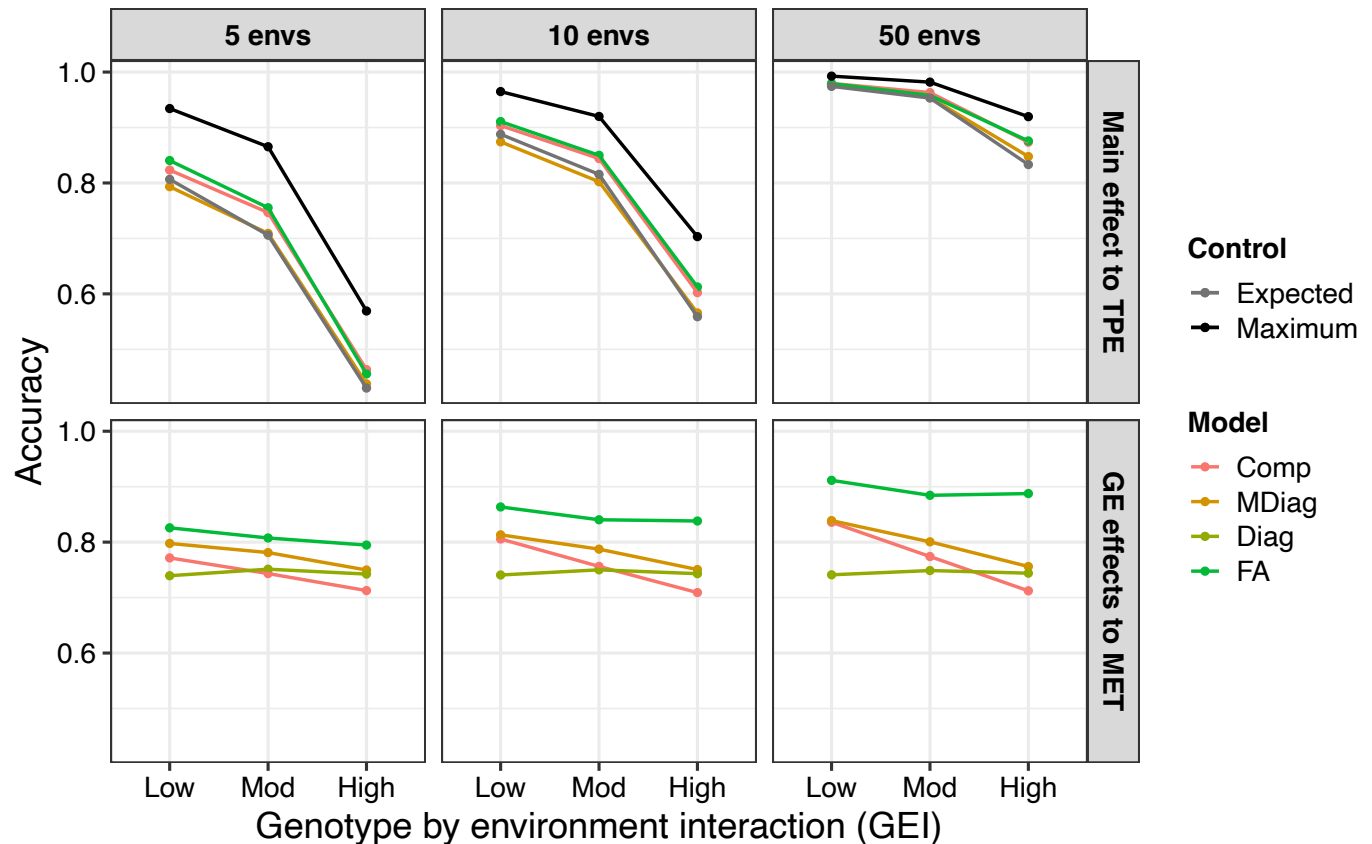 5 envs
10 envs
50 envs
1.0
0.8
0.6
Main effect to TPE
1.0
0.8
0.6
GE effects to MET
Accuracy
Low Mod High
Low Mod High
Low Mod High
Genotype by environment interaction (GEI)
Control
Expected
Maximum
Model
Comp
MDiag
Diag
FA